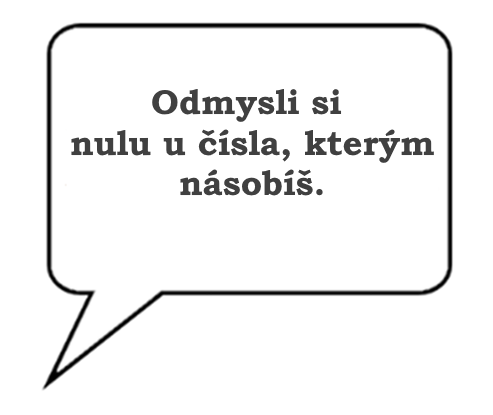 Odmysli si
nulu u čísla, kterým
násobíš.